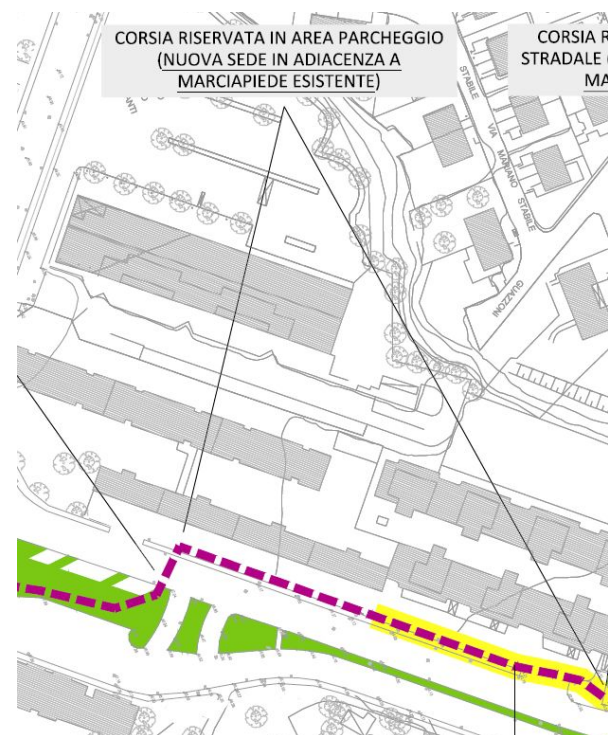 CORSIA RISERVATA IN AREA PARCHEGGIO
(NUOVA SEDE IN ADIACENZA A
MARCIAPIEDE ESISTENTE)
CORSIA R
STRADALE (
MA
ANTI
STABILE
VIA
MARIANO
STABILE
GUAZZONI